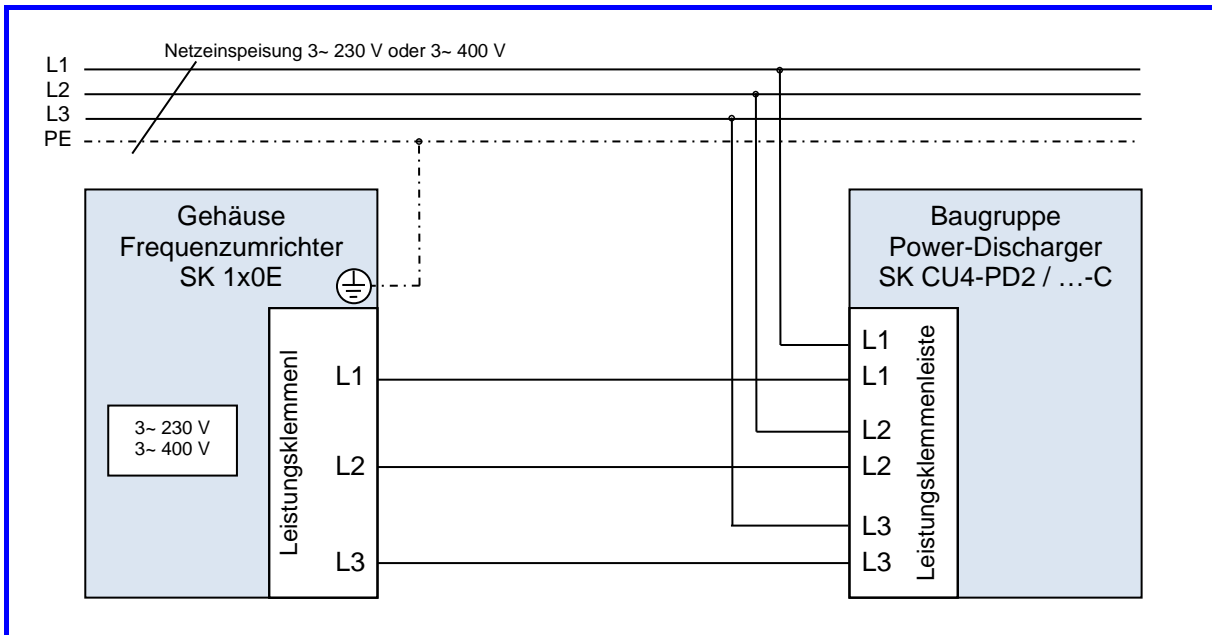 Netzeinspeisung 3~ 230 V oder 3~ 400 V
L1
L2
L3
PE
Gehäuse
Frequenzumrichter
SK 1x0E
Leistungsklemmenl
L1
L2
L3
3~ 230 V
3~ 400 V
Baugruppe
Power-Discharger
SK CU4-PD2 / …-C
L1
L1
L2
L2
L3
L3
Leistungsklemmenleiste